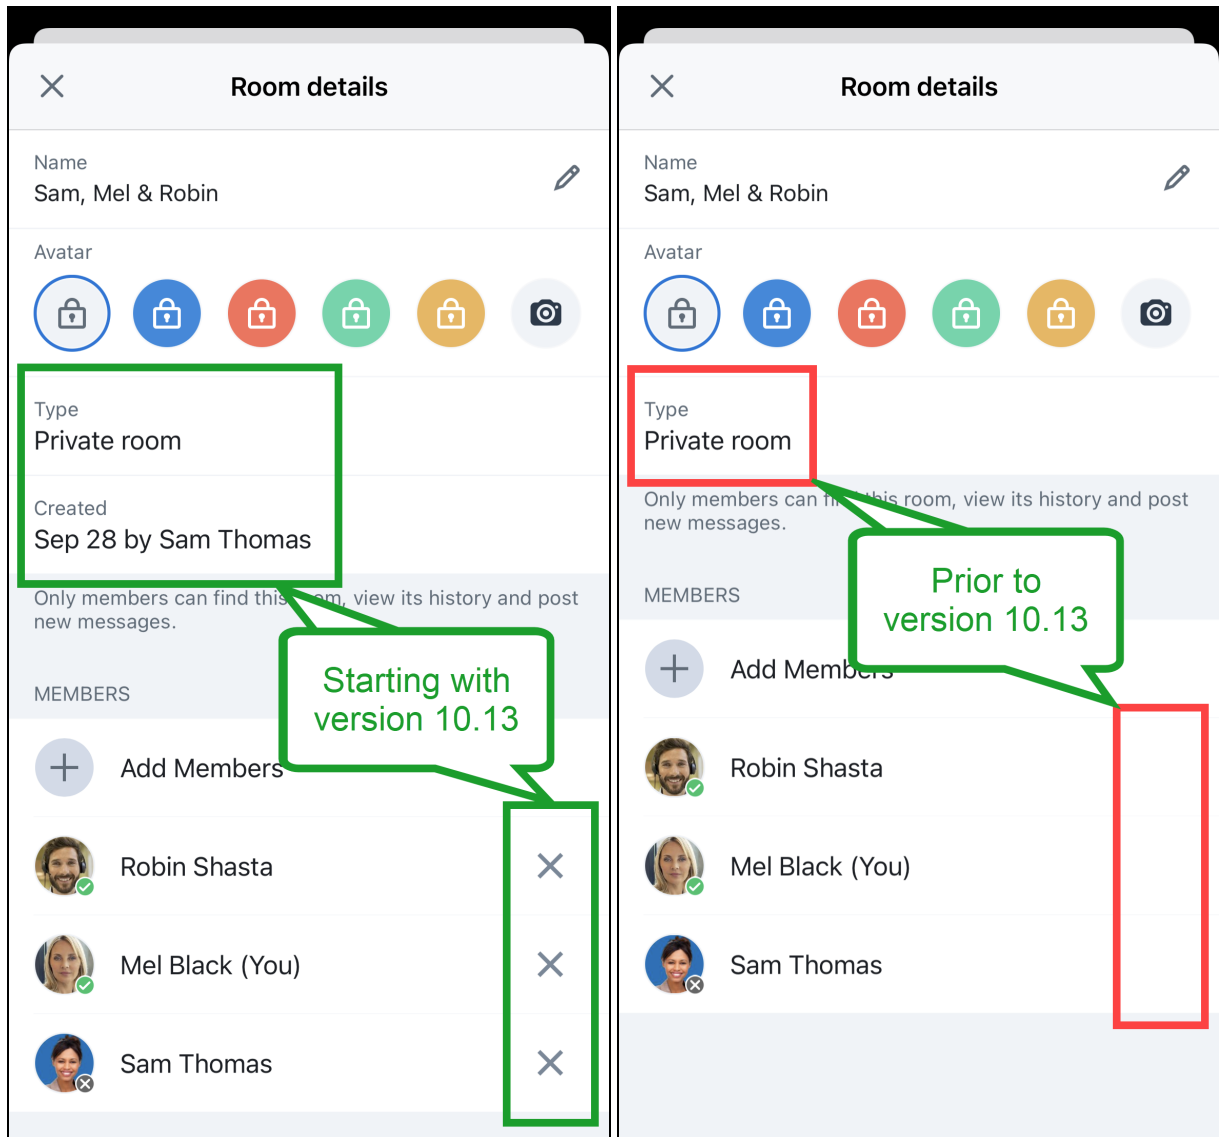 Room details
Name
Sam, Mel & Robin
Avatar
Type
Private room
Created
Sep 28 by Sam Thomas
Only members can find this room, view its history and post
new messages.
MEMBERS
Starting with
version 10.13
Add Members
Robin Shasta
Mel Black (You)
Sam Thomas
Room details
Name
Sam, Mel & Robin
Avatar
Type
Private room
Only members can find this room, view its history and post
new messages.
Prior to
version 10.13
MEMBERS
Add Members
Robin Shasta
Mel Black (You)
Sam Thomas